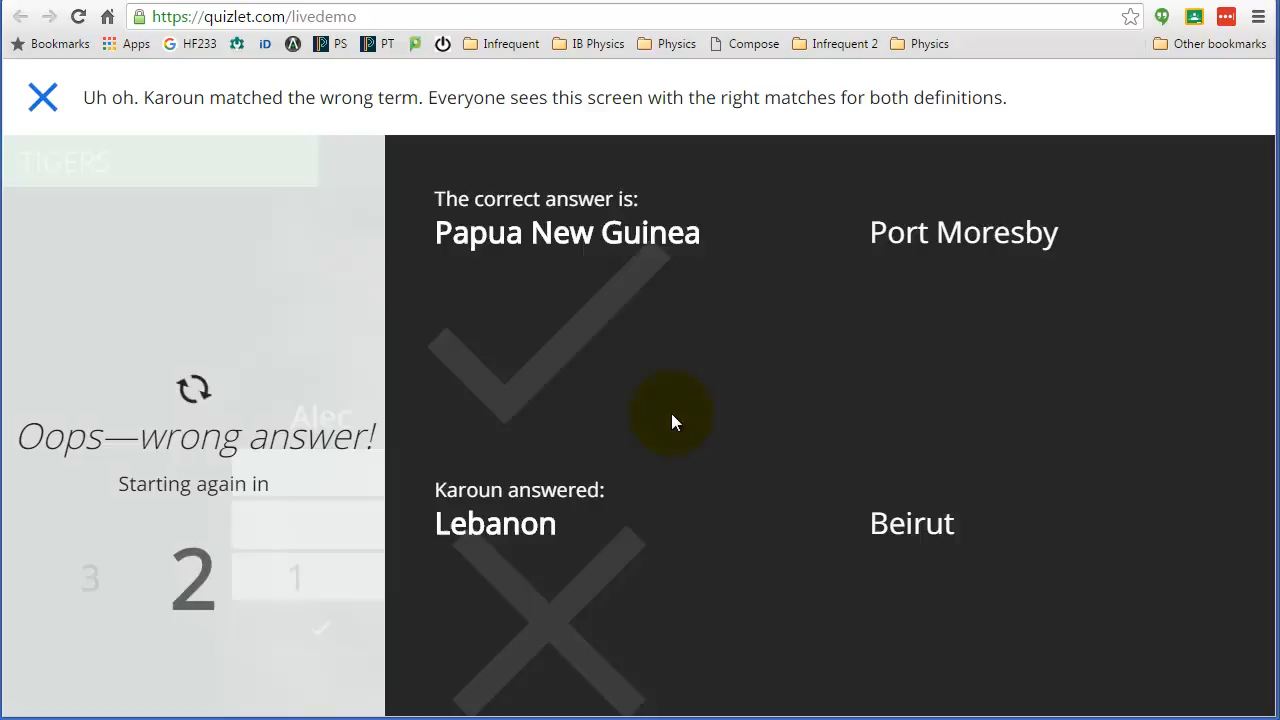 https://quizlet.com/livedemo
Bookmarks Apps HF233 iD PS PT Infrequent IB Physics Physics Compose Infrequent 2 Physics Other bookmarks
Uh oh. Karoun matched the wrong term. Everyone sees this screen with the right matches for both definitions.
TIGERS
The correct answer is:
Papua New Guinea Port Moresby
Alec
Oops—wrong answer!
Starting again in
3 2 1
Karoun answered:
Lebanon Beirut